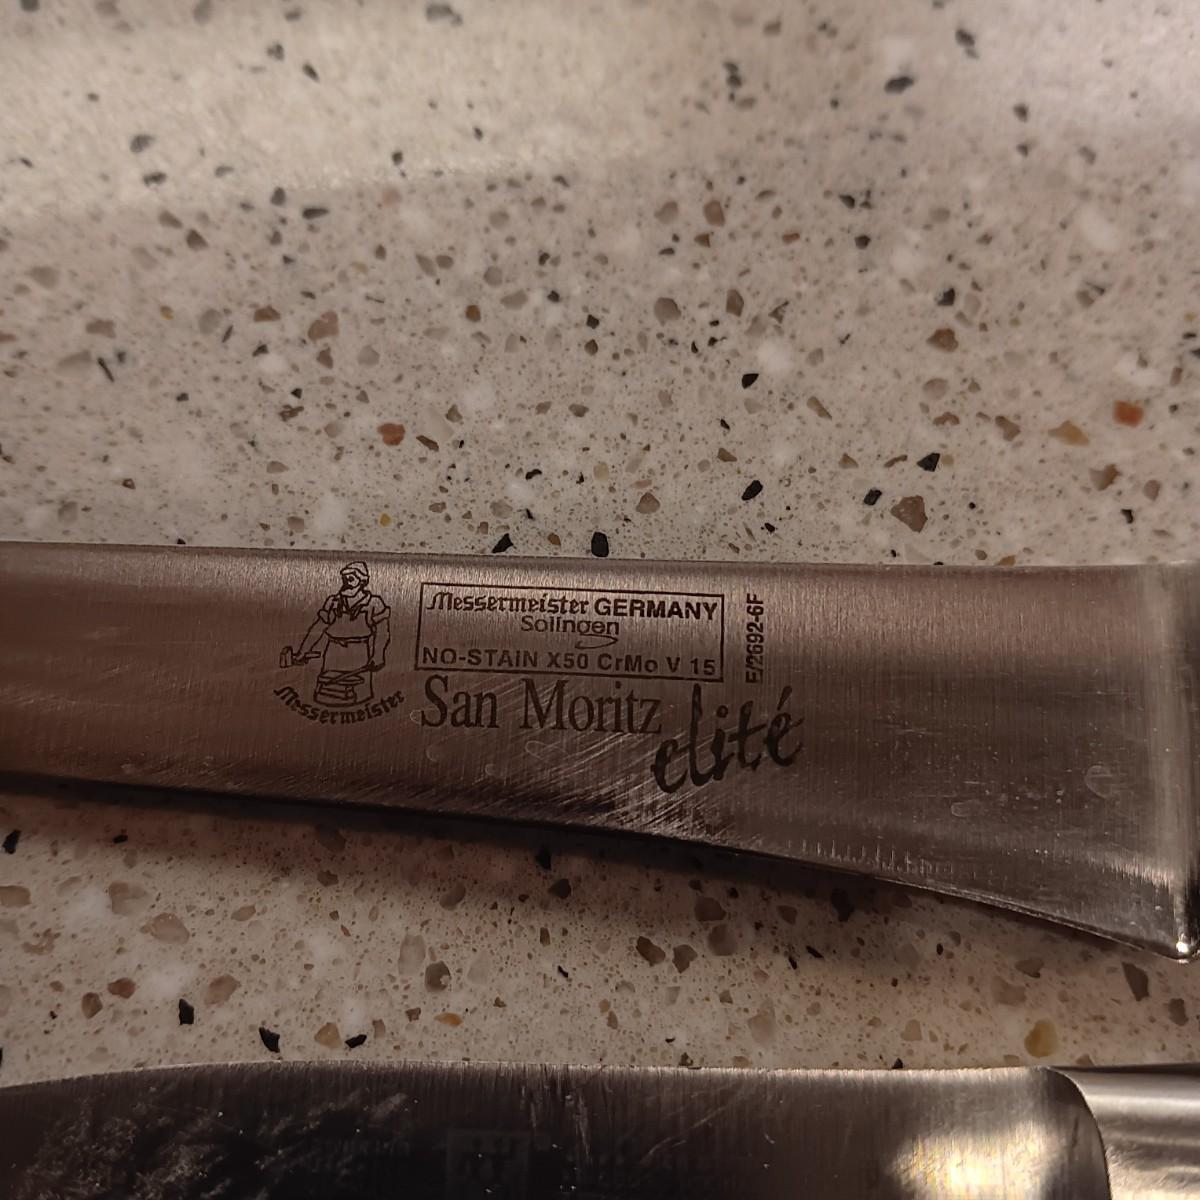 Messermeister
Messermeister GERMANY
Solingen
NO-STAIN X50 CrMo V 15
E/2692-6F
San Moritz
elité